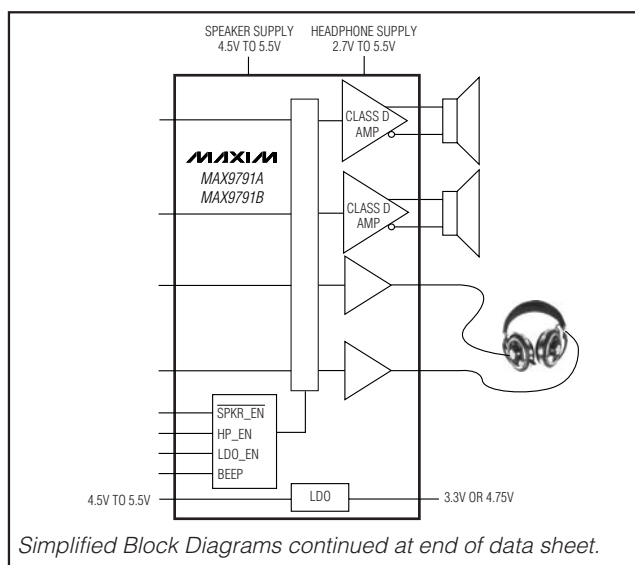 SPEAKER SUPPLY
4.5V TO 5.5V
HEADPHONE SUPPLY
2.7V TO 5.5V
CLASS D
AMP
MAXIM
MAX9791A
MAX9791B
CLASS D
AMP
SPKR_EN
HP_EN
LDO_EN
BEEP
4.5V TO 5.5V
LDO
3.3V OR 4.75V
Simplified Block Diagrams continued at end of data sheet.